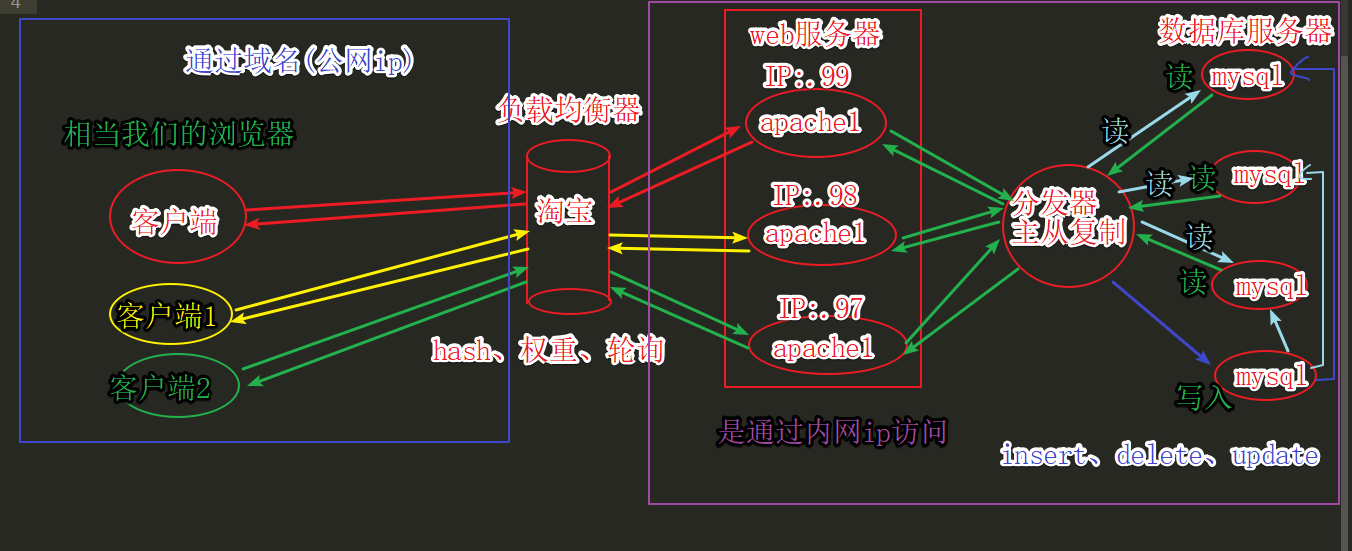 4
通过域名(公网ip)
相当我们的浏览器
客户端
客户端1
客户端2
负载均衡器
淘宝
hash、权重、轮询
web服务器
IP:.99
apache1
IP:.98
apache1
IP:.97
apache1
是通过内网ip访问
分发器
主从复制
数据库服务器
读
mysql
读
读
读
mysql
读
读
mysql
mysql
写入
insert、delete、update